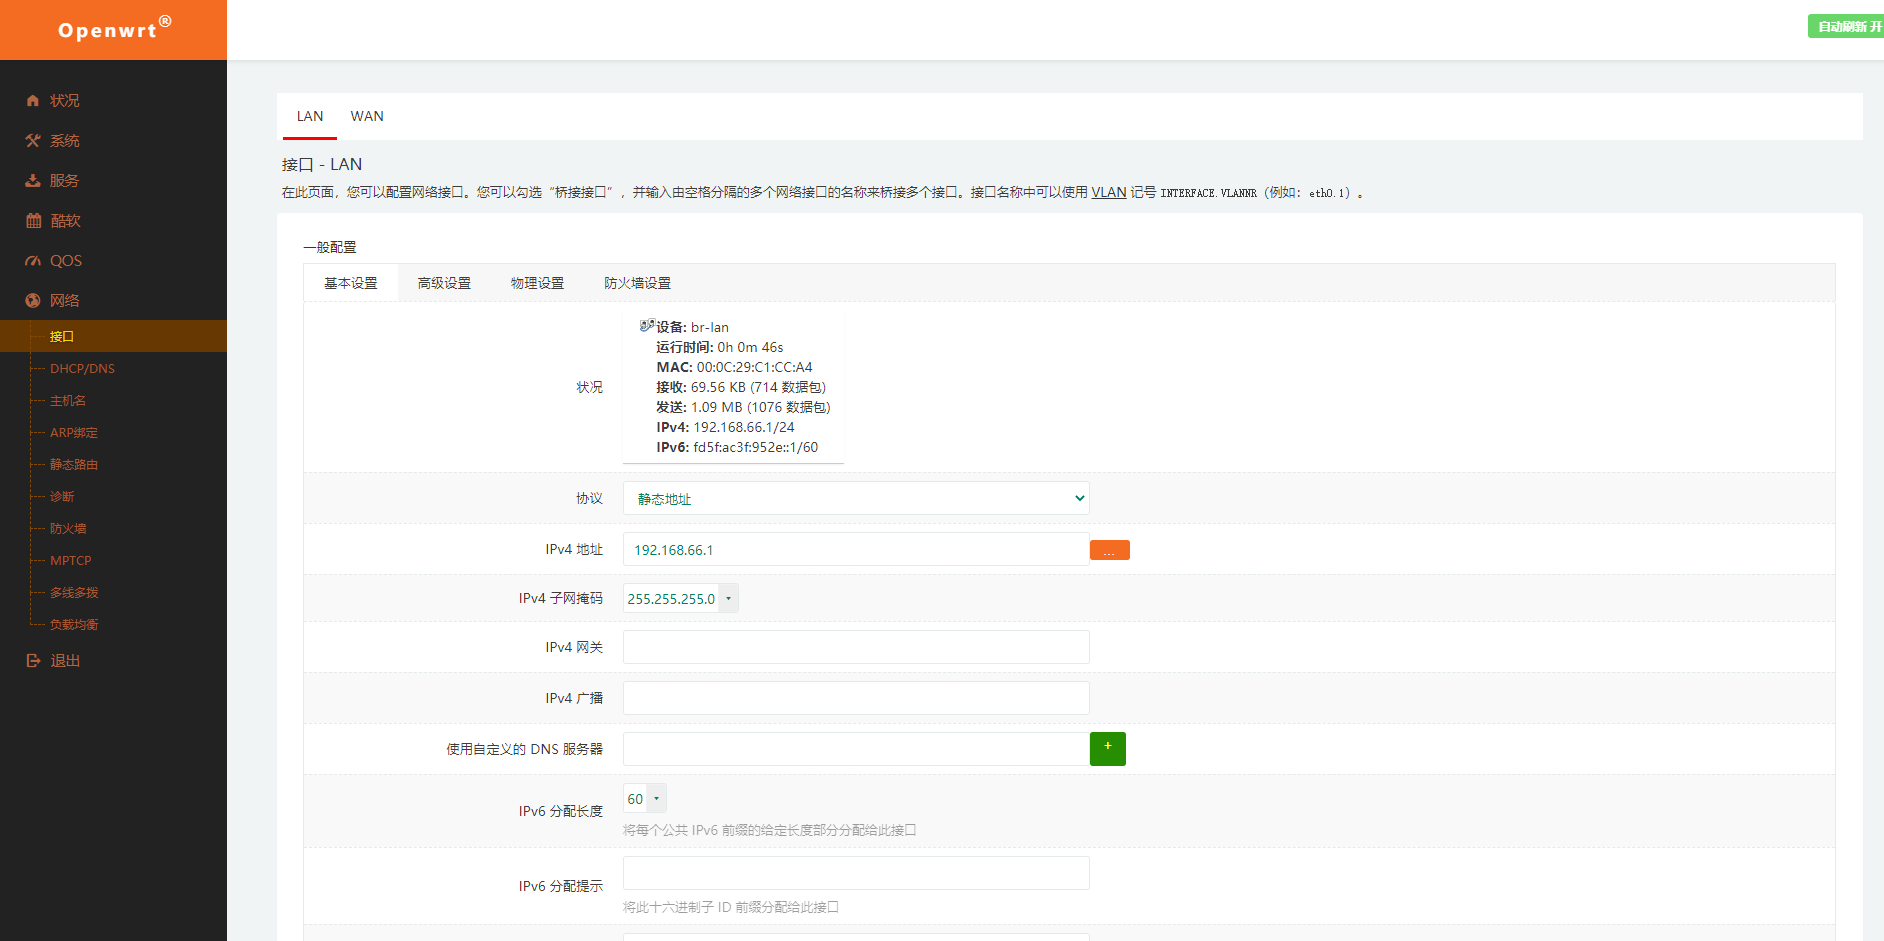 Openwrt®
自动刷新 开
状况
系统
服务
酷软
QOS
网络
接口
DHCP/DNS
主机名
ARP绑定
静态路由
诊断
防火墙
MPTCP
多线多拨
负载均衡
退出
LAN WAN
接口 - LAN
在此页面，您可以配置网络接口。您可以勾选“桥接接口”，并输入由空格分隔的多个网络接口的名称来桥接多个接口。接口名称中可以使用 VLAN 记号 INTERFACE.VLANNR（例如：eth0.1）。
一般配置
基本设置 高级设置 物理设置 防火墙设置
状况
设备: br-lan
运行时间: 0h 0m 46s
MAC: 00:0C:29:C1:CC:A4
接收: 69.56 KB (714 数据包)
发送: 1.09 MB (1076 数据包)
IPv4: 192.168.66.1/24
IPv6: fd5f:ac3f:952e::1/60
协议 静态地址
IPv4 地址 192.168.66.1 ...
IPv4 子网掩码 255.255.255.0
IPv4 网关
IPv4 广播
使用自定义的 DNS 服务器 +
IPv6 分配长度 60
将每个公共 IPv6 前缀的给定长度部分分配给此接口
IPv6 分配提示
将此十六进制子 ID 前缀分配给此接口